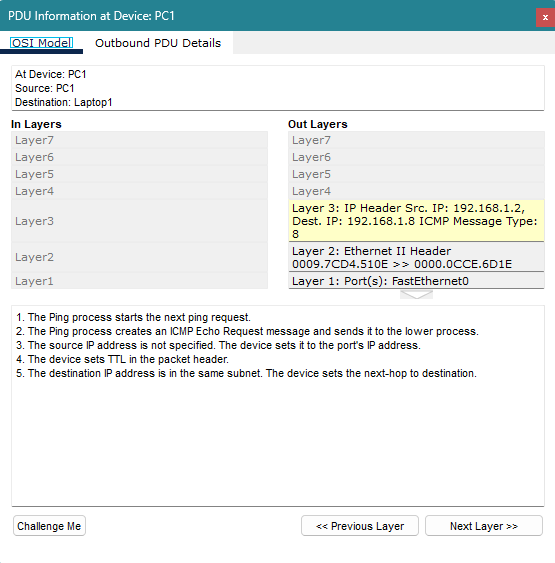 PDU Information at Device: PC1
x
OSI Model Outbound PDU Details
At Device: PC1
Source: PC1
Destination: Laptop1
In Layers
Layer7
Layer6
Layer5
Layer4
Layer3
Layer2
Layer1
Out Layers
Layer7
Layer6
Layer5
Layer4
Layer 3: IP Header Src. IP: 192.168.1.2,
Dest. IP: 192.168.1.8 ICMP Message Type:
8
Layer 2: Ethernet II Header
0009.7CD4.510E >> 0000.0CCE.6D1E
Layer 1: Port(s): FastEthernet0
1. The Ping process starts the next ping request.
2. The Ping process creates an ICMP Echo Request message and sends it to the lower process.
3. The source IP address is not specified. The device sets it to the port's IP address.
4. The device sets TTL in the packet header.
5. The destination IP address is in the same subnet. The device sets the next-hop to destination.
Challenge Me
<< Previous Layer
Next Layer >>